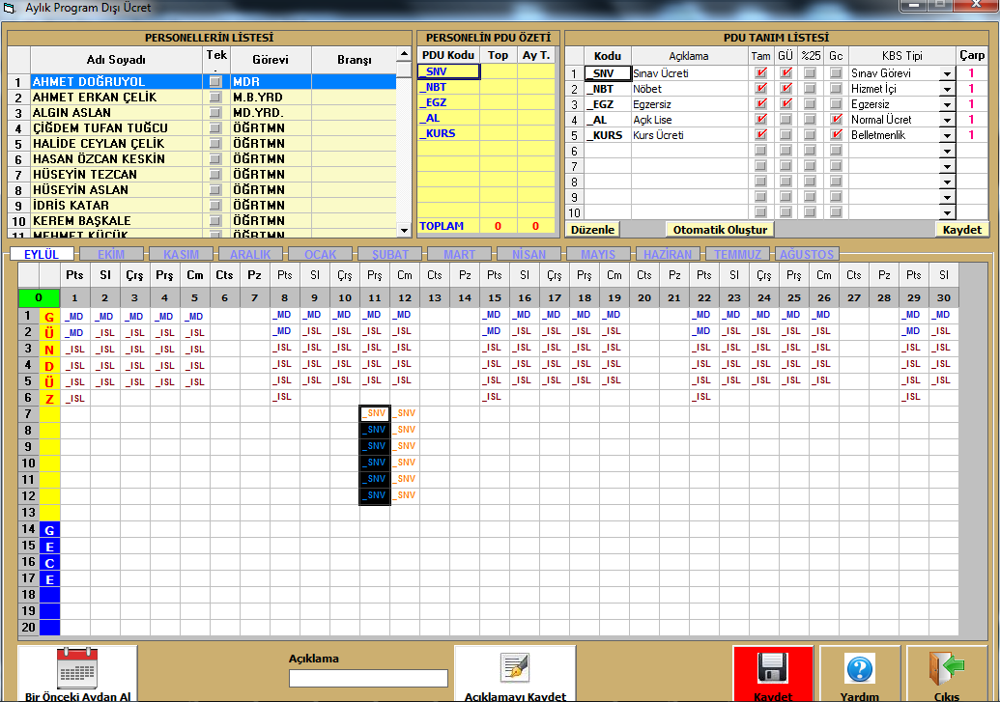 Aylık Program Dışı Ücret
PERSONELLERİN LİSTESİ
Adı Soyadı Tek . Görevi Branşı
1 AHMET DOĞRUYOL MDR
2 AHMET ERKAN ÇELİK M.B.YRD
3 ALGIN ASLAN MD.YRD.
4 ÇİĞDEM TUFAN TUĞCU ÖĞRTMN
5 HALİDE CEYLAN ÇELİK ÖĞRTMN
6 HASAN ÖZCAN KESKİN ÖĞRTMN
7 HÜSEYİN TEZCAN ÖĞRTMN
8 HÜSEYİN ASLAN ÖĞRTMN
9 İDRİS KATAR ÖĞRTMN
10 KEREM BAŞKALE ÖĞRTMN
11 MEHMET KÜÇÜK ÖĞRTMN
PERSONELİN PDU ÖZETİ
PDU Kodu Top Ay T.
_SNV
_NBT
_EGZ
_AL
_KURS
TOPLAM 0 0
PDU TANIM LİSTESİ
Kodu Açıklama Tam GÜ %25 Gc KBS Tipi Çarp
1 _SNV Sınav Ücreti Sınav Görevi 1
2 _NBT Nöbet Hizmet İçi 1
3 _EGZ Egzersiz Egzersiz 1
4 _AL Açık Lise Normal Ücret 1
5 _KURS Kurs Ücreti Belletmenlik 1
6
7
8
9
10
Düzenle Otomatik Oluştur Kaydet
EYLÜL EKİM KASIM ARALIK OCAK ŞUBAT MART NİSAN MAYIS HAZİRAN TEMMUZ AĞUSTOS
Pts Sl Çrş Prş Cm Cts Pz Pts Sl Çrş Prş Cm Cts Pz Pts Sl Çrş Prş Cm Cts Pz Pts Sl Çrş Prş Cm Cts Pz Pts Sl
0 1 2 3 4 5 6 7 8 9 10 11 12 13 14 15 16 17 18 19 20 21 22 23 24 25 26 27 28 29 30
1 G _MD _MD _MD _MD _MD _MD _MD _MD _MD _MD _MD _MD _MD _MD _MD _MD _MD _MD _MD _MD _MD _MD
2 Ü _MD _ISL _ISL _ISL _ISL _MD _ISL _ISL _ISL _ISL _MD _ISL _ISL _ISL _ISL _MD _ISL _ISL _ISL _ISL _MD _ISL
3 N _ISL _ISL _ISL _ISL _ISL _ISL _ISL _ISL _ISL _ISL _ISL _ISL _ISL _ISL _ISL _ISL _ISL _ISL _ISL _ISL _ISL _ISL
4 D _ISL _ISL _ISL _ISL _ISL _ISL _ISL _ISL _ISL _ISL _ISL _ISL _ISL _ISL _ISL _ISL _ISL _ISL _ISL _ISL _ISL _ISL
5 Ü _ISL _ISL _ISL _ISL _ISL _ISL _ISL _ISL _ISL _ISL _ISL _ISL _ISL _ISL _ISL _ISL _ISL _ISL _ISL _ISL _ISL _ISL
6 Z _ISL _ISL _ISL _ISL _ISL
7 _SNV _SNV
8 _SNV _SNV
9 _SNV _SNV
10 _SNV _SNV
11 _SNV _SNV
12 _SNV _SNV
13
14 G
15 E
16 C
17 E
18
19
20
Bir Önceki Aydan Al
Açıklama
Açıklamayı Kaydet
Kaydet
Yardım
Çıkış